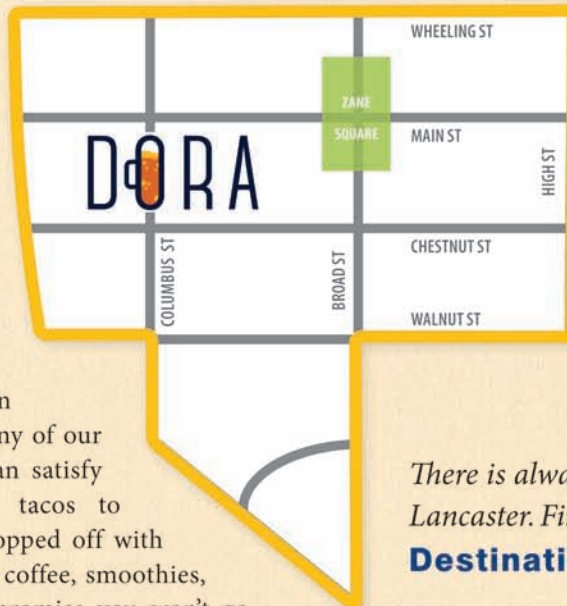 WHEELING ST
ZANE
SQUARE
MAIN ST
HIGH ST
DORA
COLUMBUS ST
BROAD ST
CHESTNUT ST
WALNUT ST
ny of our
an satisfy
tacos to
opped off with
coffee, smoothies,
There is alwa
Lancaster. Fi
Destinati